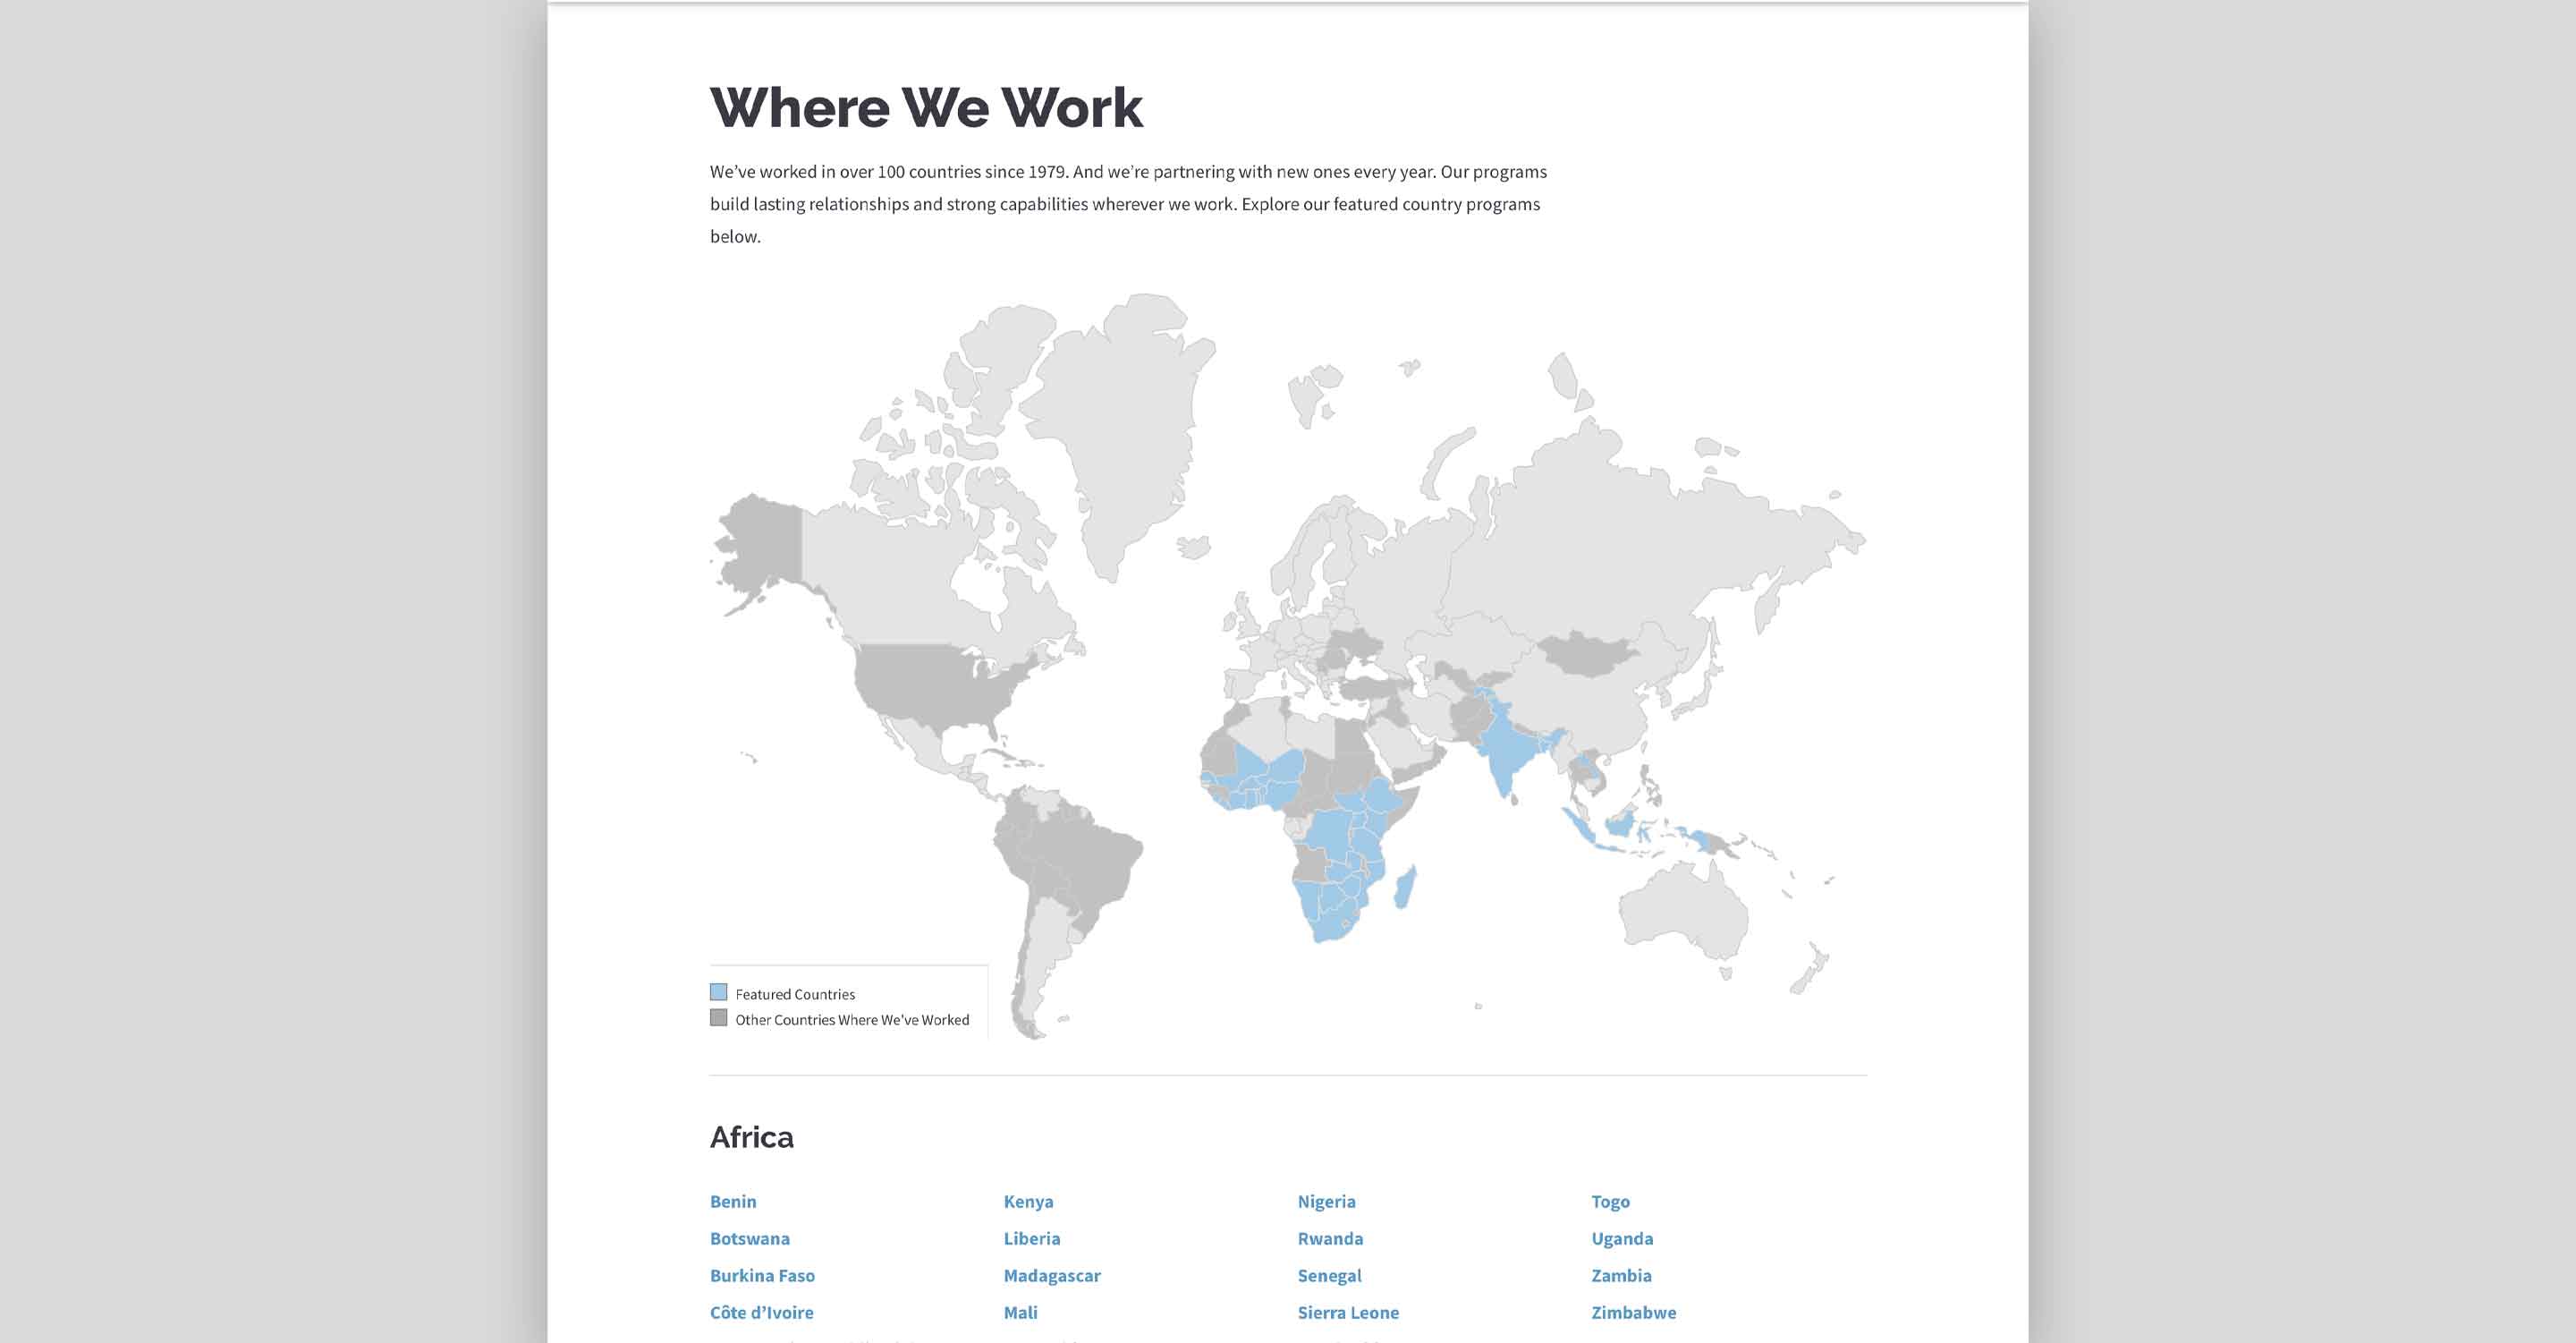 Where We Work
We’ve worked in over 100 countries since 1979. And we’re partnering with new ones every year. Our programs
build lasting relationships and strong capabilities wherever we work. Explore our featured country programs
below.
Featured Countries
Other Countries Where We've Worked
Africa
Benin
Kenya
Nigeria
Togo
Botswana
Liberia
Rwanda
Uganda
Burkina Faso
Madagascar
Senegal
Zambia
Côte d’Ivoire
Mali
Sierra Leone
Zimbabwe